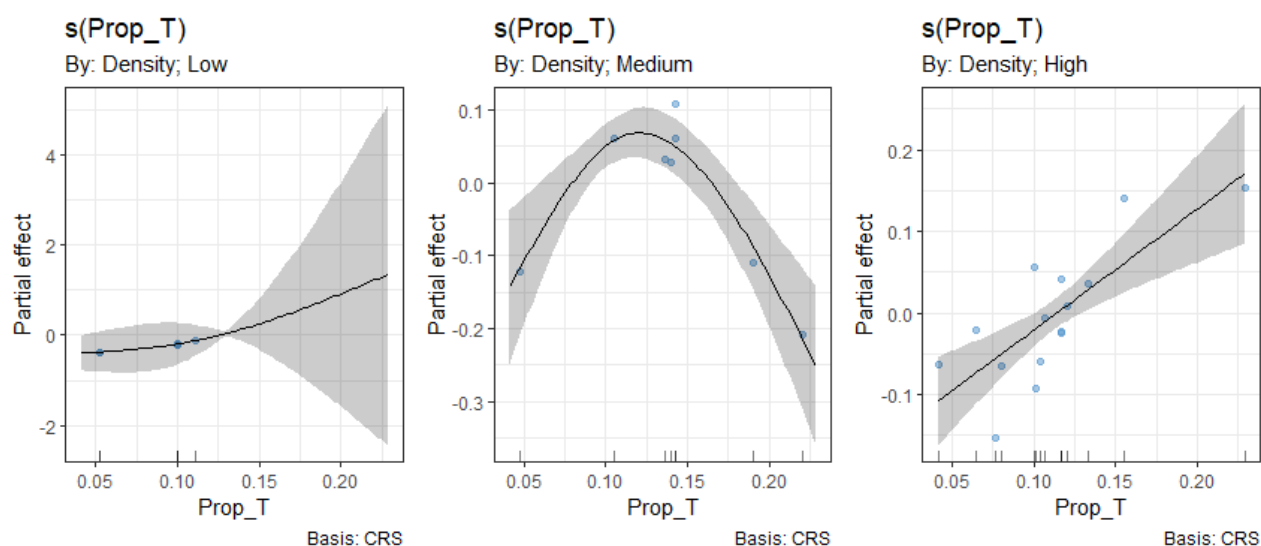 s(Prop_T)
By: Density; Low
Partial effect
4
2
0
-2
0.05 0.10 0.15 0.20
Prop_T
Basis: CRS
s(Prop_T)
By: Density; Medium
Partial effect
0.1
0.0
-0.1
-0.2
-0.3
0.05 0.10 0.15 0.20
Prop_T
Basis: CRS
s(Prop_T)
By: Density; High
Partial effect
0.2
0.1
0.0
-0.1
0.05 0.10 0.15 0.20
Prop_T
Basis: CRS